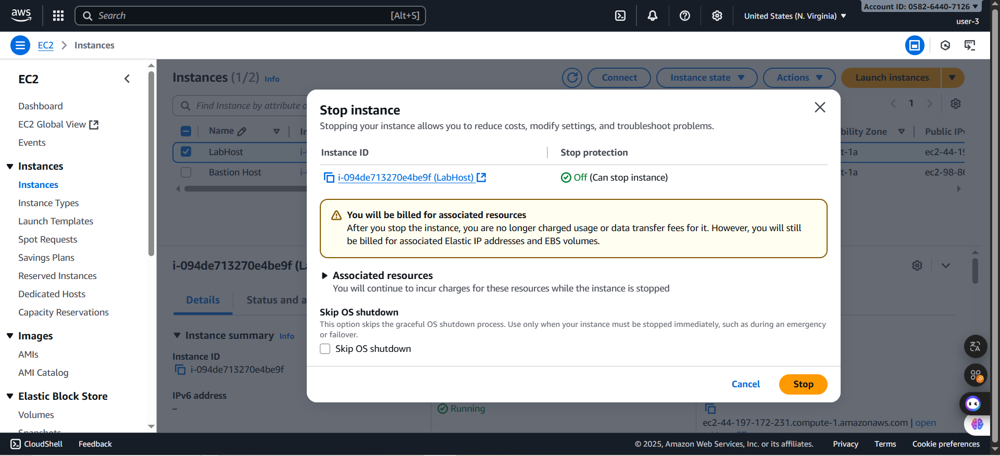 aws
Search
[Alt+S]
United States (N. Virginia)
Account ID: 0582-6440-7126
user-3
EC2
Instances
EC2
Dashboard
EC2 Global View
Events
Instances
Instances
Instance Types
Launch Templates
Spot Requests
Savings Plans
Reserved Instances
Dedicated Hosts
Capacity Reservations
Images
AMIs
AMI Catalog
Elastic Block Store
Volumes
Snapshots
Instances (1/2) Info
Connect
Instance state
Actions
Launch instances
Find Instance by attribute o
1
Name
In
bility Zone
Public IPv
LabHost
i-
t-1a
ec2-44-19
Bastion Host
i-
t-1a
ec2-98-86
Stop instance
Stopping your instance allows you to reduce costs, modify settings, and troubleshoot problems.
Instance ID
Stop protection
i-094de713270e4be9f (LabHost)
Off (Can stop instance)
You will be billed for associated resources
After you stop the instance, you are no longer charged usage or data transfer fees for it. However, you will still
be billed for associated Elastic IP addresses and EBS volumes.
Associated resources
You will continue to incur charges for these resources while the instance is stopped
Skip OS shutdown
This option skips the graceful OS shutdown process. Use only when your instance must be stopped immediately, such as during an emergency
or failover.
Skip OS shutdown
Cancel
Stop
i-094de713270e4be9f (La
Details
Status and a
Instance summary Info
Instance ID
i-094de713270e4be9f
IPv6 address
–
Running
ec2-44-197-172-231.compute-1.amazonaws.com | open
CloudShell
Feedback
© 2025, Amazon Web Services, Inc. or its affiliates.
Privacy
Terms
Cookie preferences